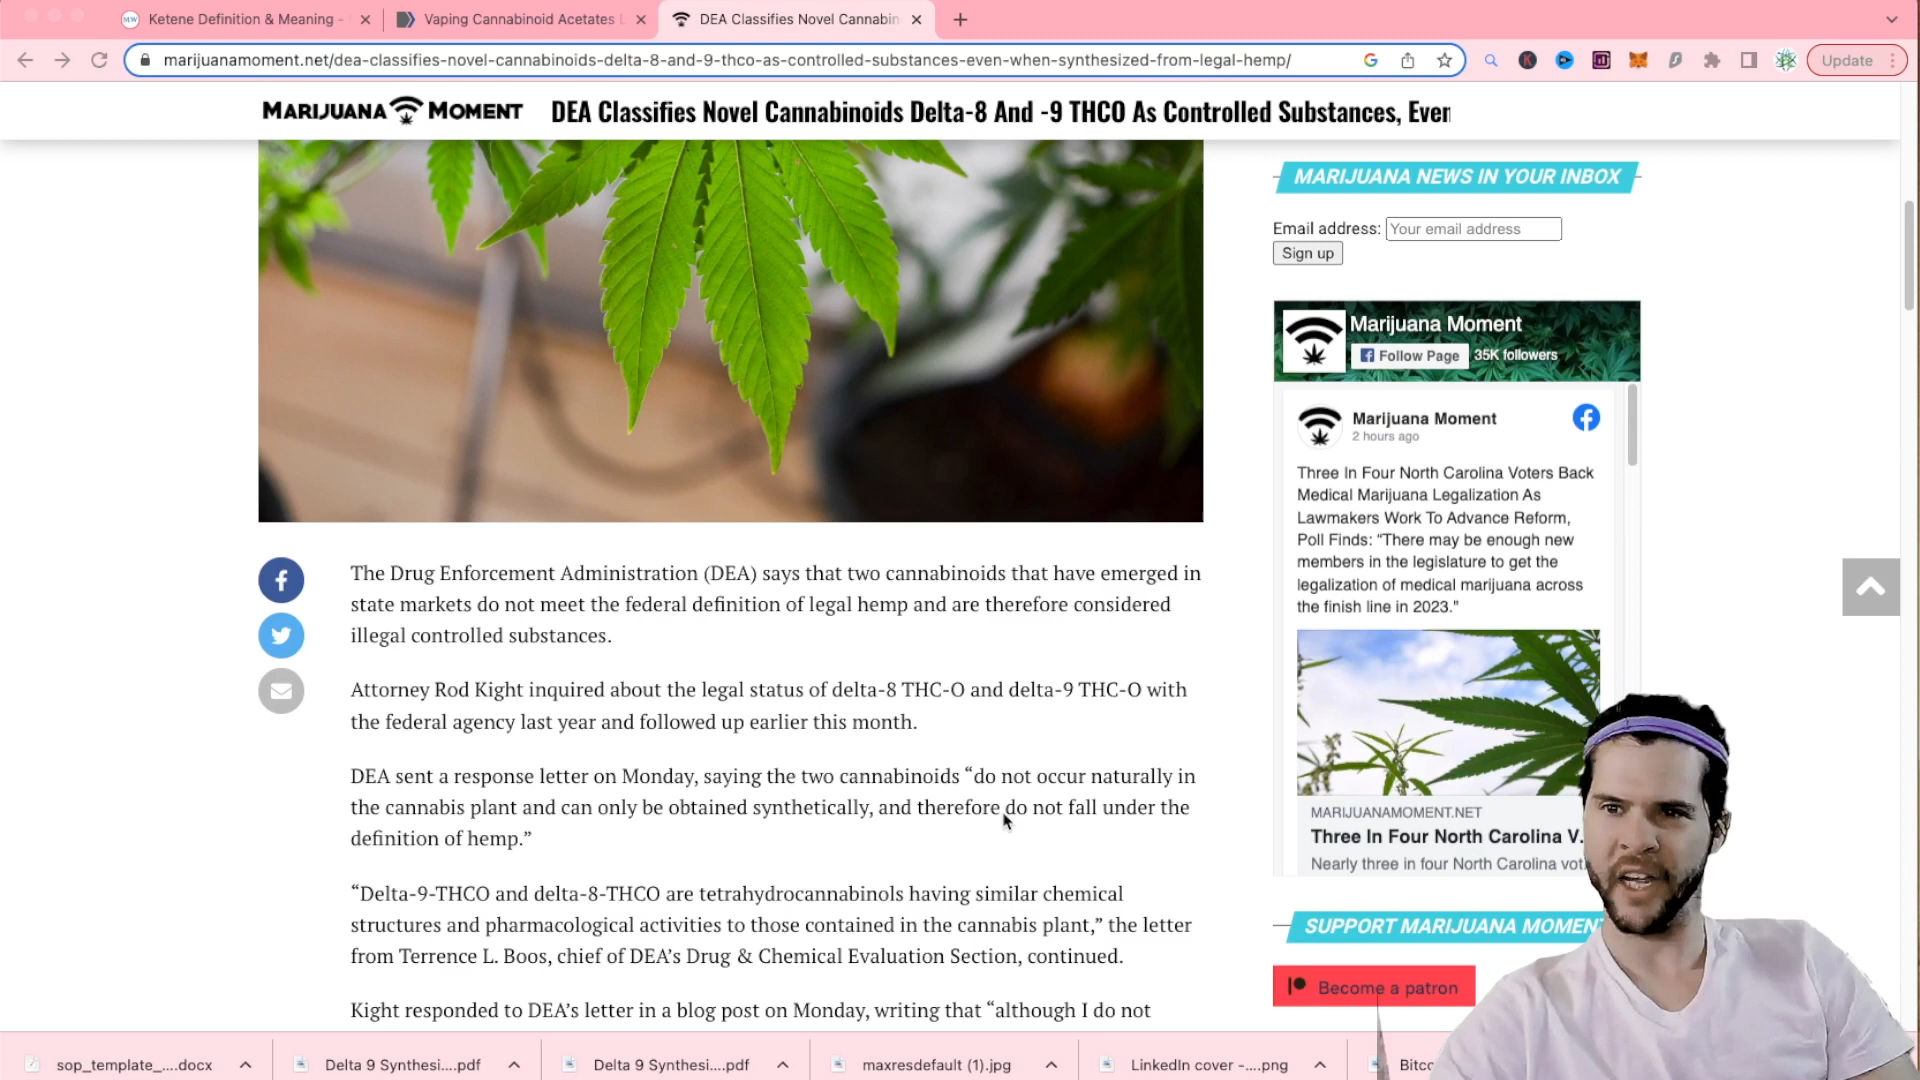 Ketene Definition & Meaning -
Vaping Cannabinoid Acetates L
DEA Classifies Novel Cannabin
marijuanamoment.net/dea-classifies-novel-cannabinoids-delta-8-and-9-thco-as-controlled-substances-even-when-synthesized-from-legal-hemp/
Update
MARIJUANA MOMENT
DEA Classifies Novel Cannabinoids Delta-8 And -9 THCO As Controlled Substances, Even
MARIJUANA NEWS IN YOUR INBOX
Email address: Your email address
Sign up
Marijuana Moment
Follow Page 35K followers
Marijuana Moment
2 hours ago
Three In Four North Carolina Voters Back
Medical Marijuana Legalization As
Lawmakers Work To Advance Reform,
Poll Finds: “There may be enough new
members in the legislature to get the
legalization of medical marijuana across
the finish line in 2023."
MARIJUANAMOMENT.NET
Three In Four North Carolina V...
Nearly three in four North Carolina vot...
SUPPORT MARIJUANA MOMENT
Become a patron
The Drug Enforcement Administration (DEA) says that two cannabinoids that have emerged in
state markets do not meet the federal definition of legal hemp and are therefore considered
illegal controlled substances.
Attorney Rod Kight inquired about the legal status of delta-8 THC-O and delta-9 THC-O with
the federal agency last year and followed up earlier this month.
DEA sent a response letter on Monday, saying the two cannabinoids “do not occur naturally in
the cannabis plant and can only be obtained synthetically, and therefore do not fall under the
definition of hemp.”
“Delta-9-THCO and delta-8-THCO are tetrahydrocannabinols having similar chemical
structures and pharmacological activities to those contained in the cannabis plant,” the letter
from Terrence L. Boos, chief of DEA’s Drug & Chemical Evaluation Section, continued.
Kight responded to DEA’s letter in a blog post on Monday, writing that “although I do not
sop_template_....docx
Delta 9 Synthesi....pdf
Delta 9 Synthesi....pdf
maxresdefault (1).jpg
LinkedIn cover -....png
Bitc